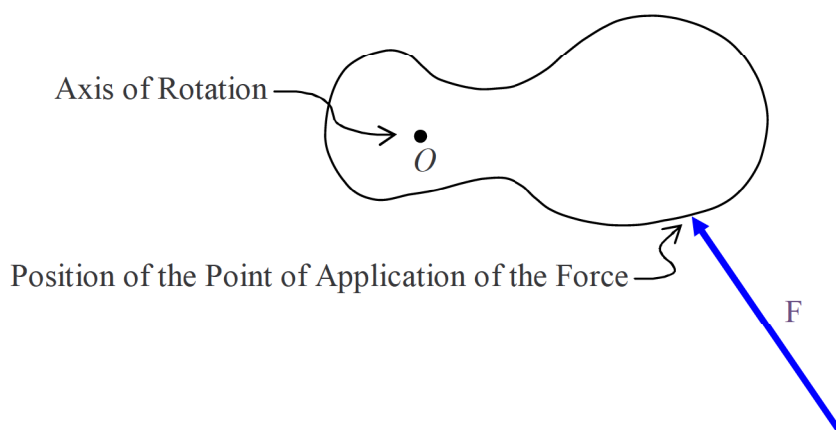 Axis of Rotation
O
Position of the Point of Application of the Force
F